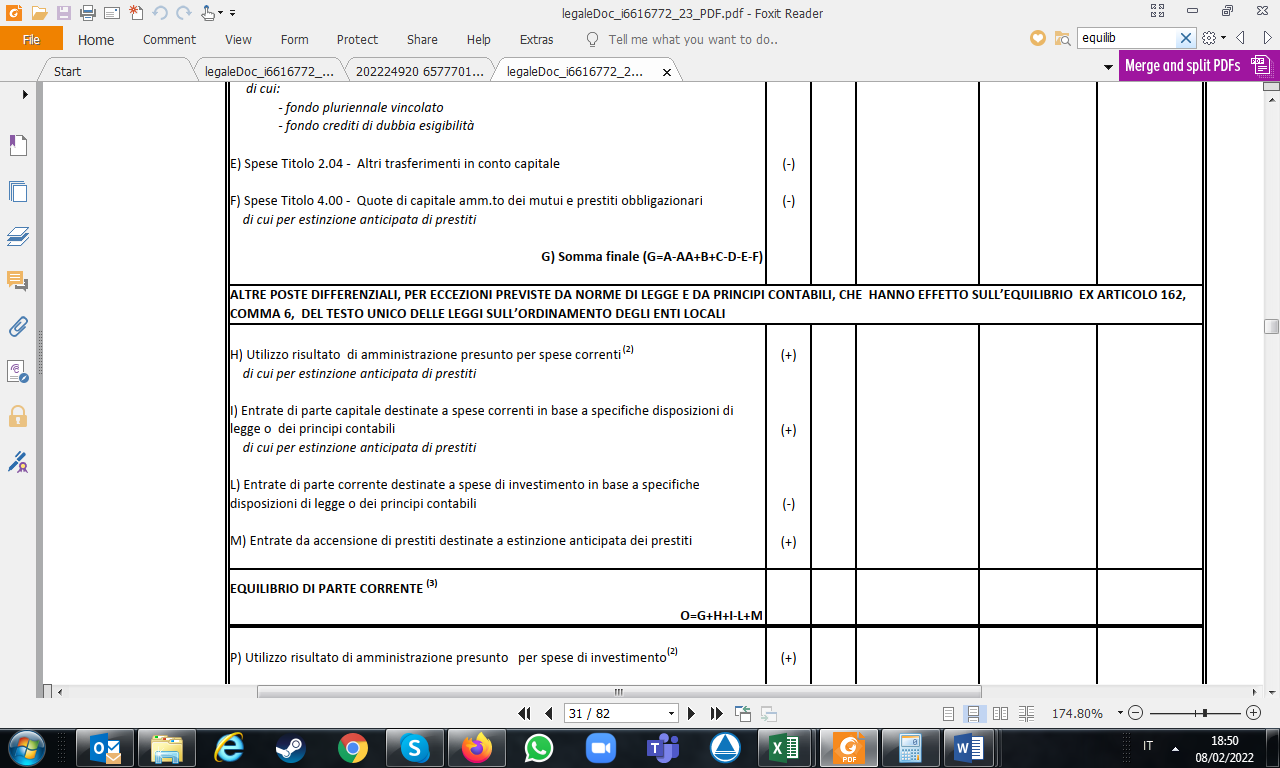 legaleDoc_i6616772_23_PDF.pdf - Foxit Reader
File
Home
Comment
View
Form
Protect
Share
Help
Extras
Tell me what you want to do..
equilib
Start
legaleDoc_i6616772_...
202224920 6577701...
legaleDoc_i6616772_2...
Merge and split PDFs
di cui:
- fondo pluriennale vincolato
- fondo crediti di dubbia esigibilità
E) Spese Titolo 2.04 - Altri trasferimenti in conto capitale (-)
F) Spese Titolo 4.00 - Quote di capitale amm.to dei mutui e prestiti obbligazionari (-)
di cui per estinzione anticipata di prestiti
G) Somma finale (G=A-AA+B+C-D-E-F)
ALTRE POSTE DIFFERENZIALI, PER ECCEZIONI PREVISTE DA NORME DI LEGGE E DA PRINCIPI CONTABILI, CHE HANNO EFFETTO SULL'EQUILIBRIO EX ARTICOLO 162,
COMMA 6, DEL TESTO UNICO DELLE LEGGI SULL'ORDINAMENTO DEGLI ENTI LOCALI
H) Utilizzo risultato di amministrazione presunto per spese correnti (2) (+)
di cui per estinzione anticipata di prestiti
I) Entrate di parte capitale destinate a spese correnti in base a specifiche disposizioni di
legge o dei principi contabili (+)
di cui per estinzione anticipata di prestiti
L) Entrate di parte corrente destinate a spese di investimento in base a specifiche
disposizioni di legge o dei principi contabili (-)
M) Entrate da accensione di prestiti destinate a estinzione anticipata dei prestiti (+)
EQUILIBRIO DI PARTE CORRENTE (3)
O=G+H+I-L+M
P) Utilizzo risultato di amministrazione presunto per spese di investimento (2) (+)
31 / 82
174.80%
IT
18:50
08/02/2022